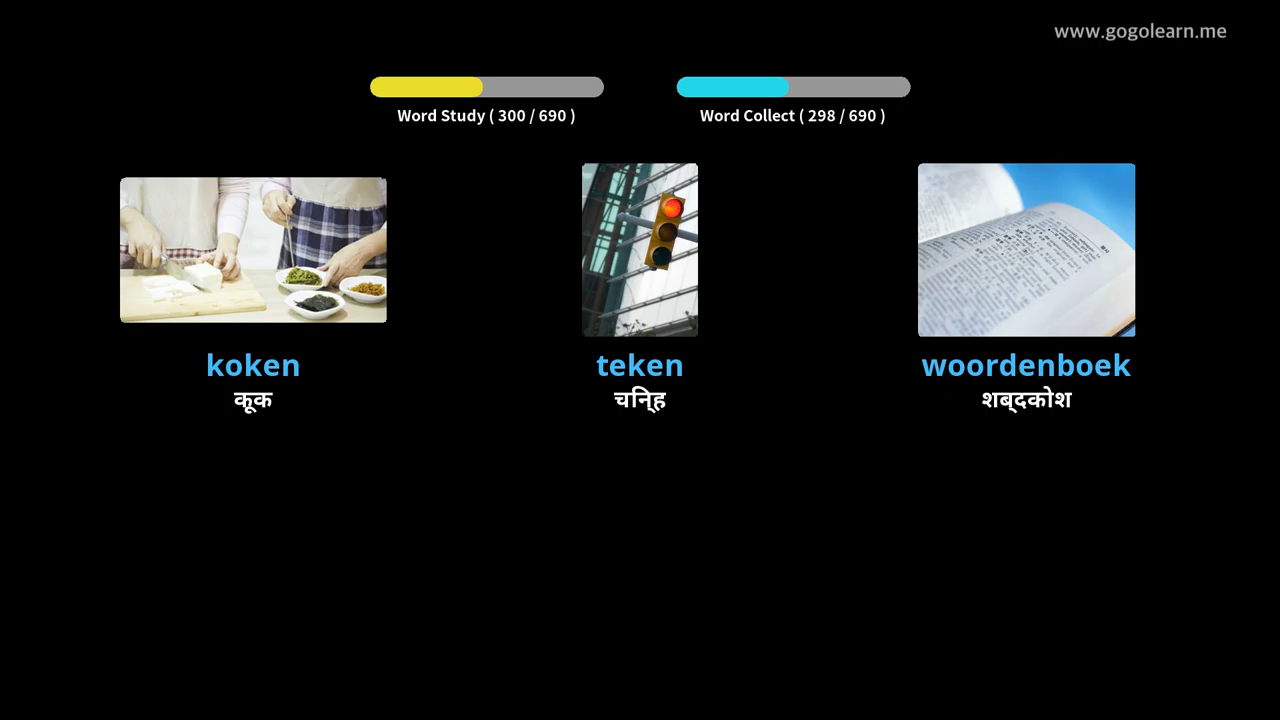 www.gogolearn.me
Word Study ( 300 / 690 )
Word Collect ( 298 / 690 )
koken
teken
woordenboek
कूक
चिन्ह
शब्दकोश